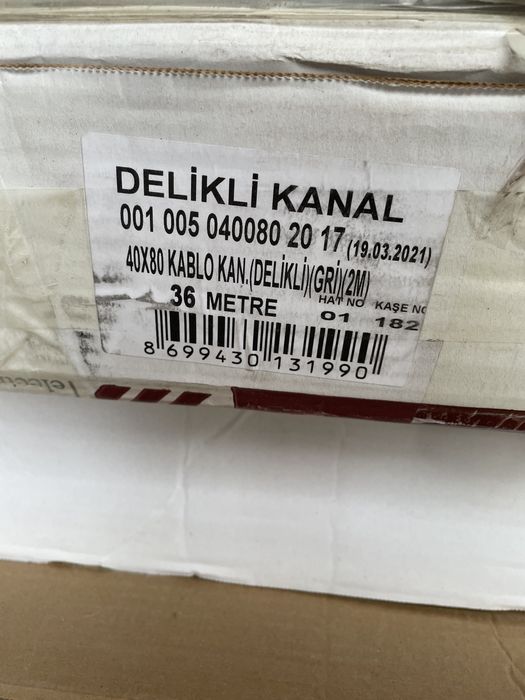 DELİKLİ KANAL
001 005 040080 20 17 (19.03.2021)
40X80 KABLO KAN.(DELİKLİ)(GRİ)(2M)
36 METRE HAT NO KAŞE NO
01 182
8 699430 131990